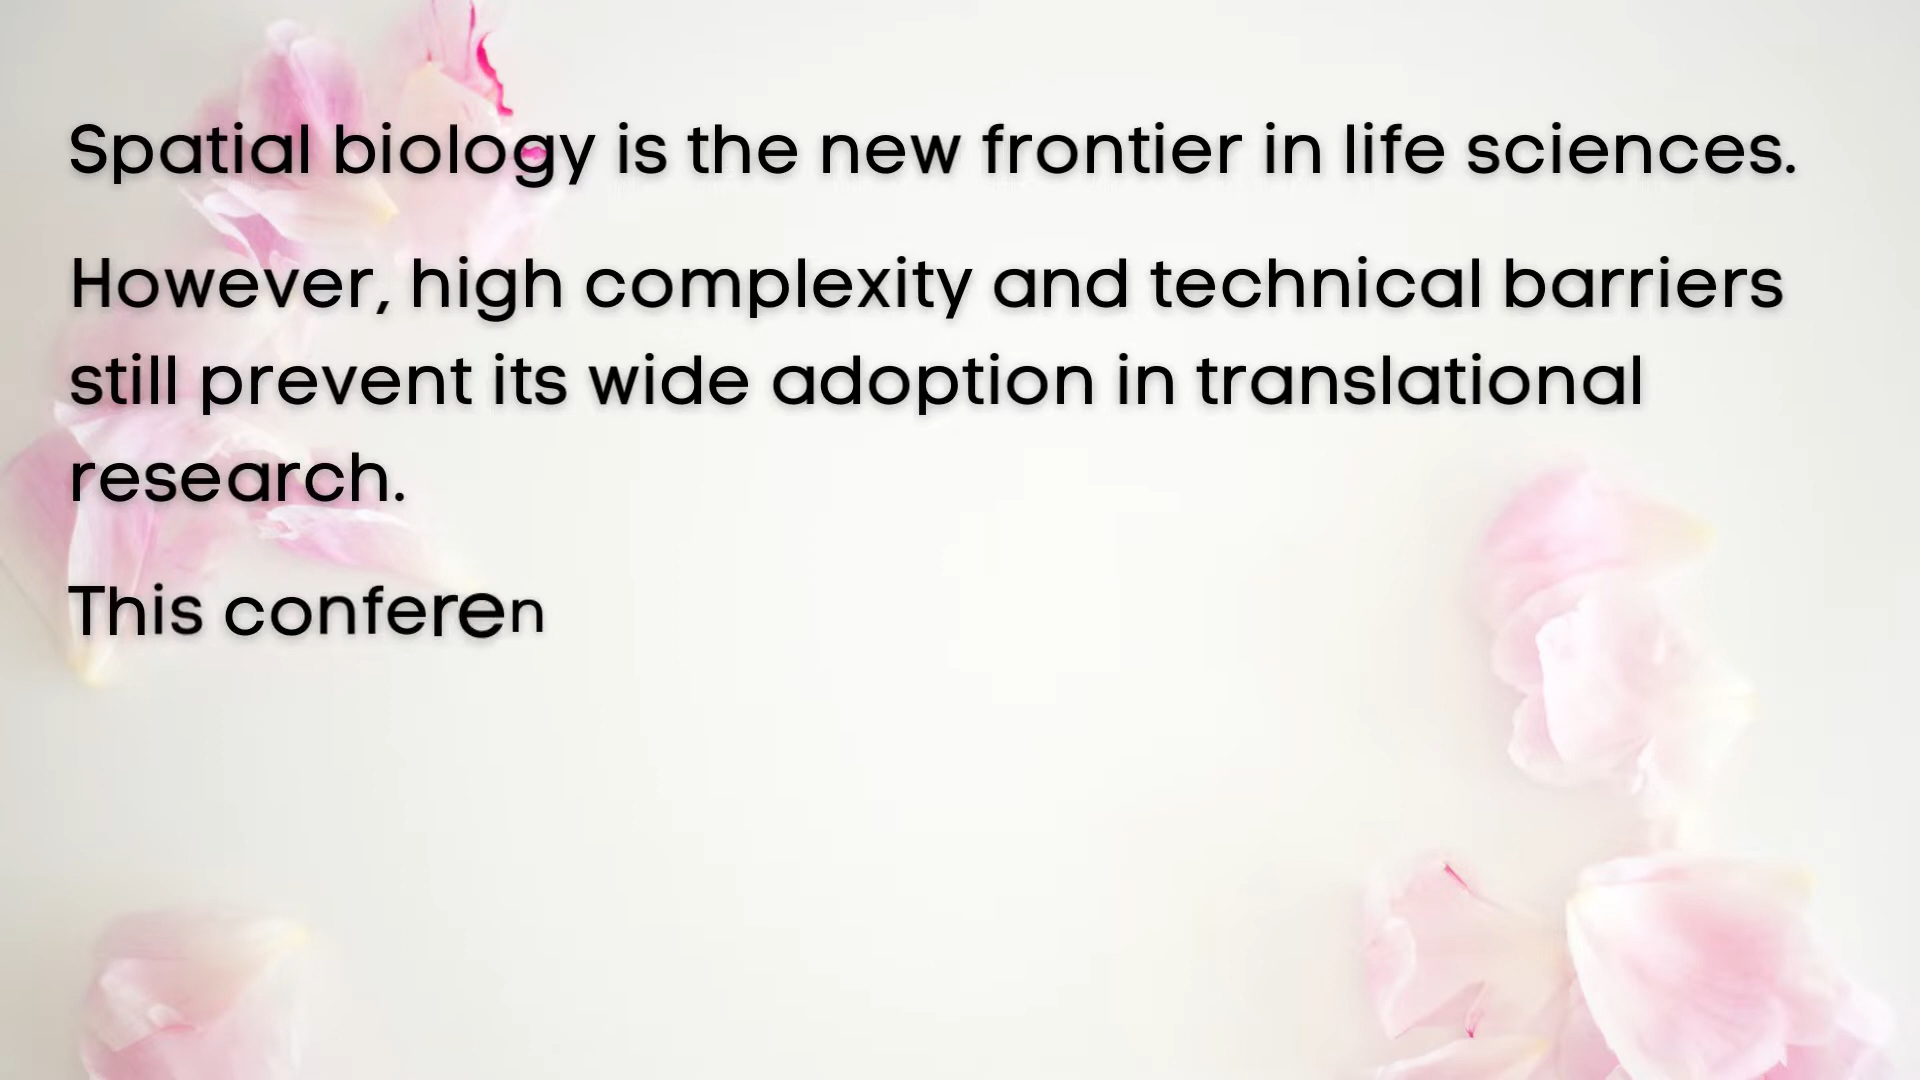 Spatial biology is the new frontier in life sciences.
However, high complexity and technical barriers
still prevent its wide adoption in translational
research.
This conferen